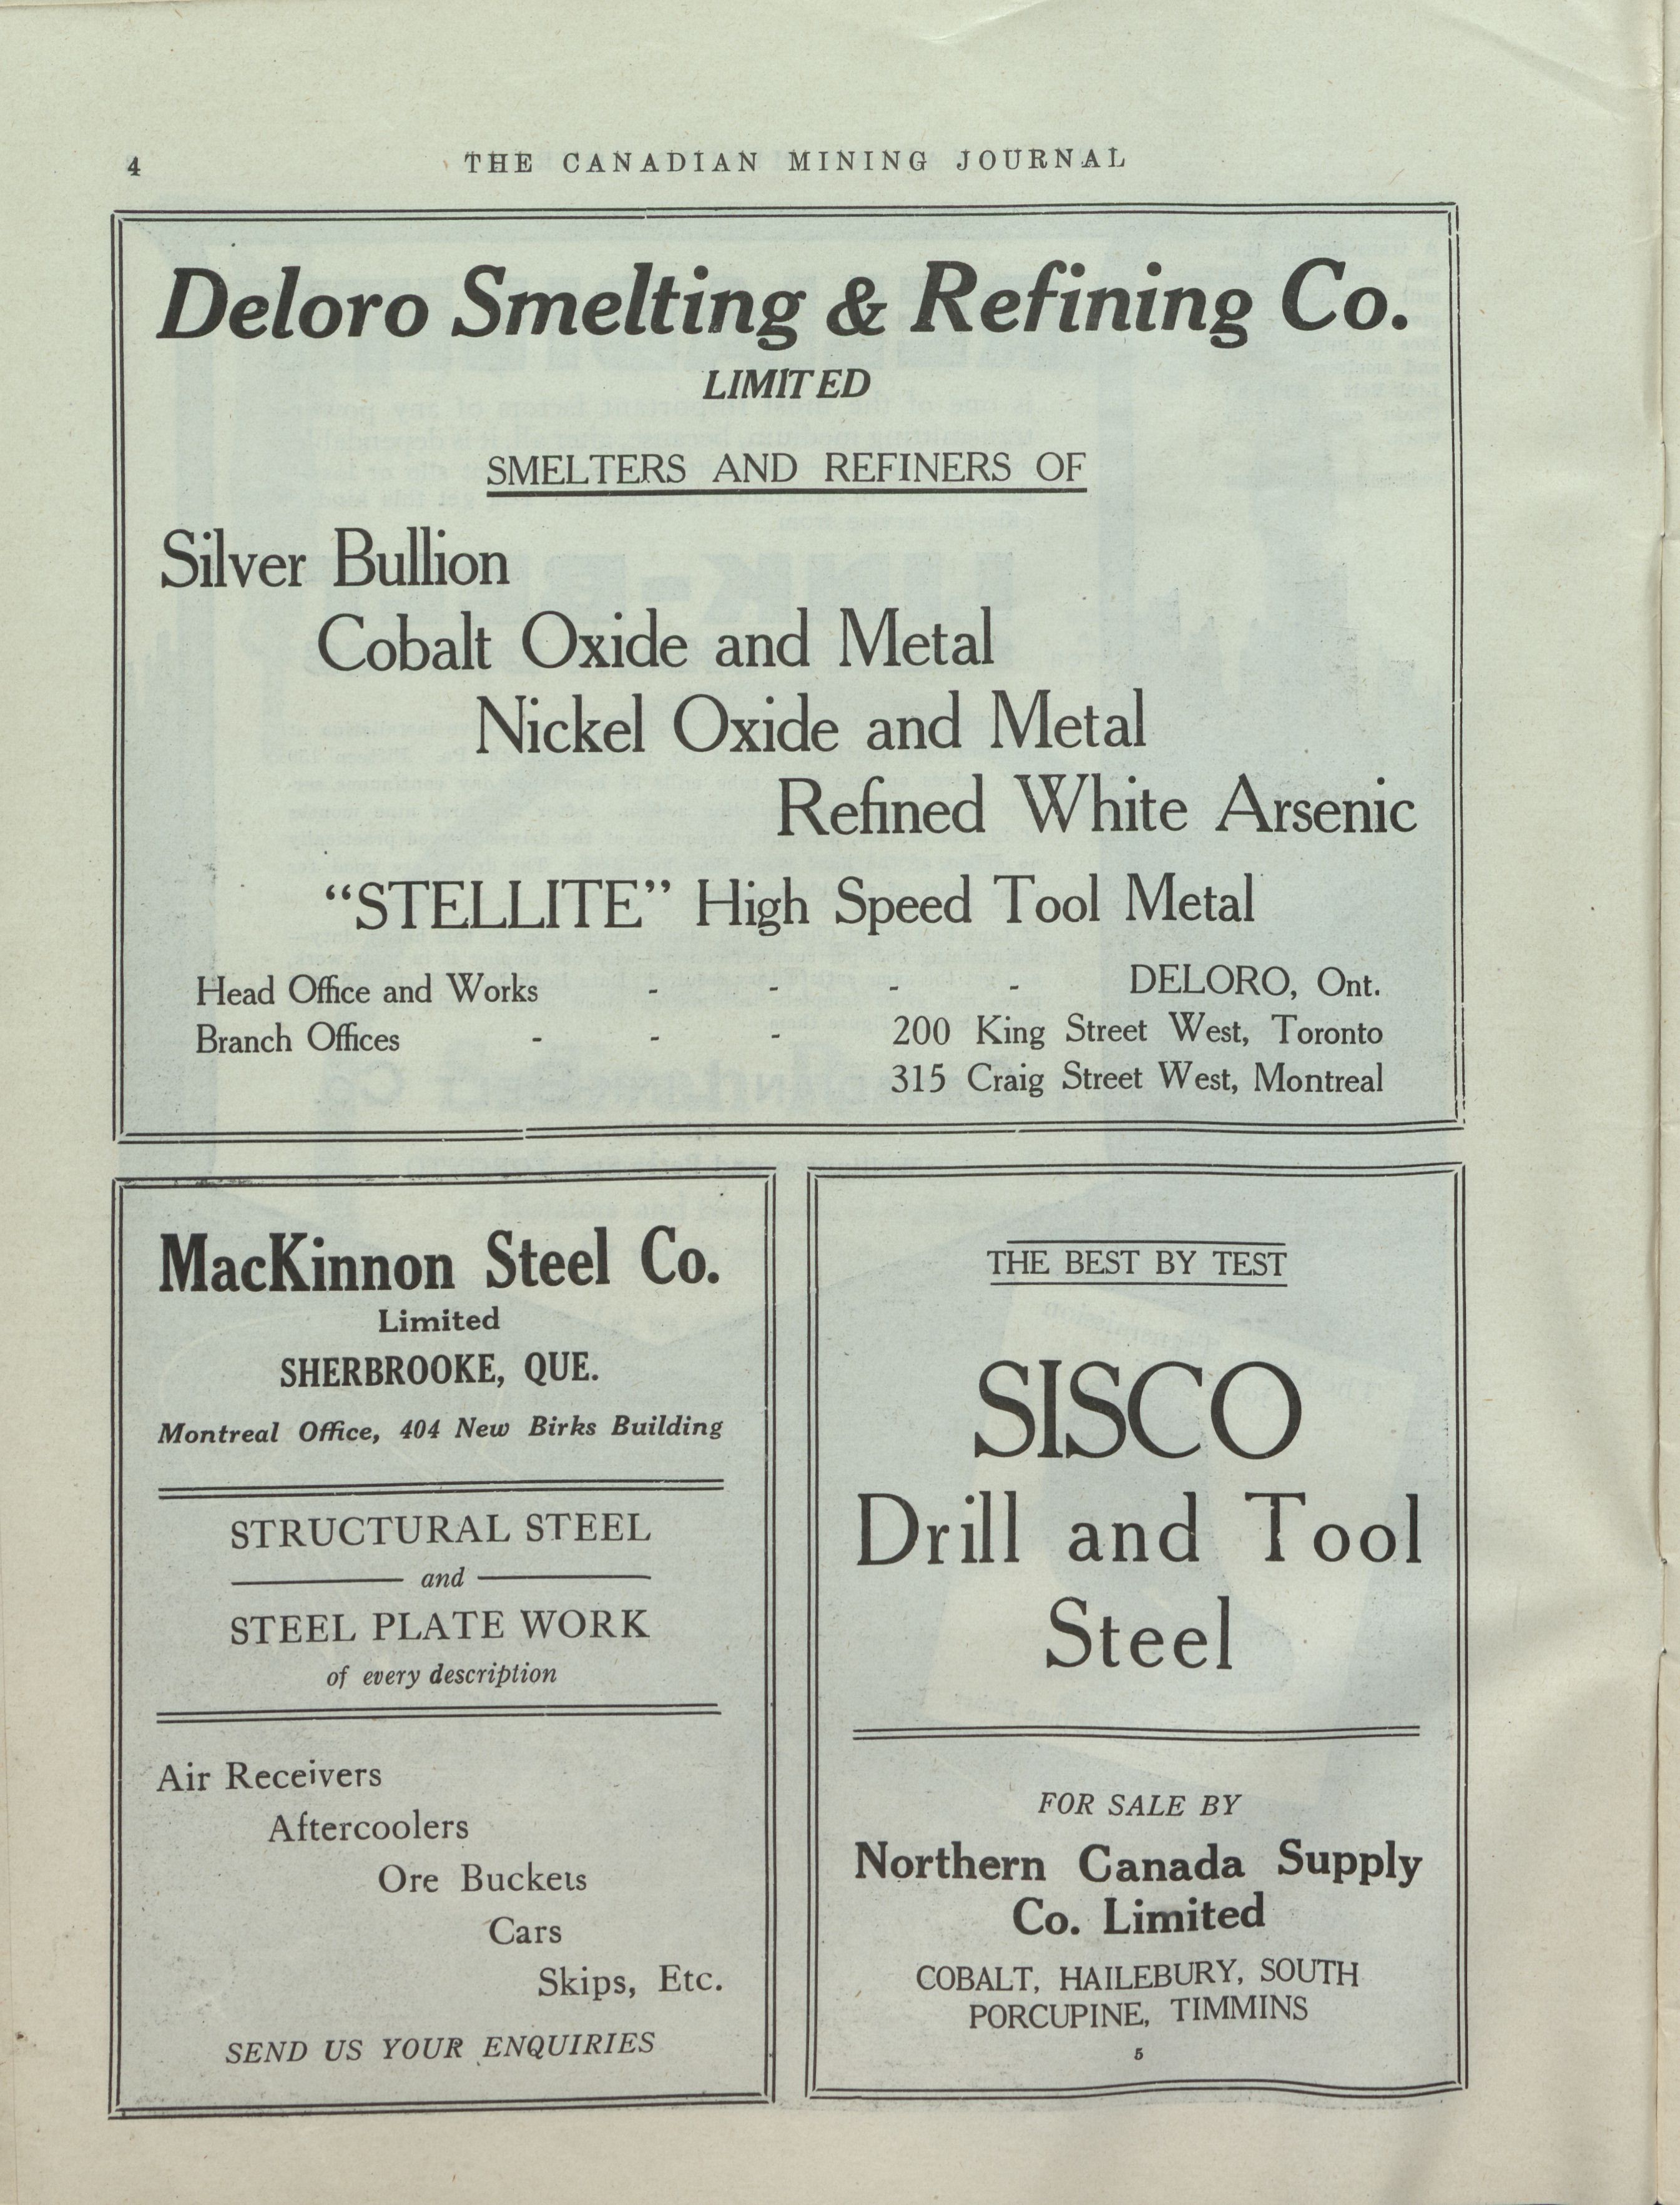 4
THE CANADIAN MINING JOURNAL
Deloro Smelting & Refining Co.
LIMITED
SMELTERS AND REFINERS OF
Silver Bullion
Cobalt Oxide and Metal
Nickel Oxide and Metal
Refined White Arsenic
“STELLITE” High Speed Tool Metal
Head Office and Works - - - - DELORO, Ont.
Branch Offices - - - 200 King Street West, Toronto
315 Craig Street West, Montreal
MacKinnon Steel Co.
Limited
SHERBROOKE, QUE.
Montreal Office, 404 New Birks Building
STRUCTURAL STEEL
and
STEEL PLATE WORK
of every description
Air Receivers
Aftercoolers
Ore Buckets
Cars
Skips, Etc.
SEND US YOUR ENQUIRIES
THE BEST BY TEST
SISCO
Drill and Tool
Steel
FOR SALE BY
Northern Canada Supply
Co. Limited
COBALT, HAILEBURY, SOUTH
PORCUPINE, TIMMINS
5